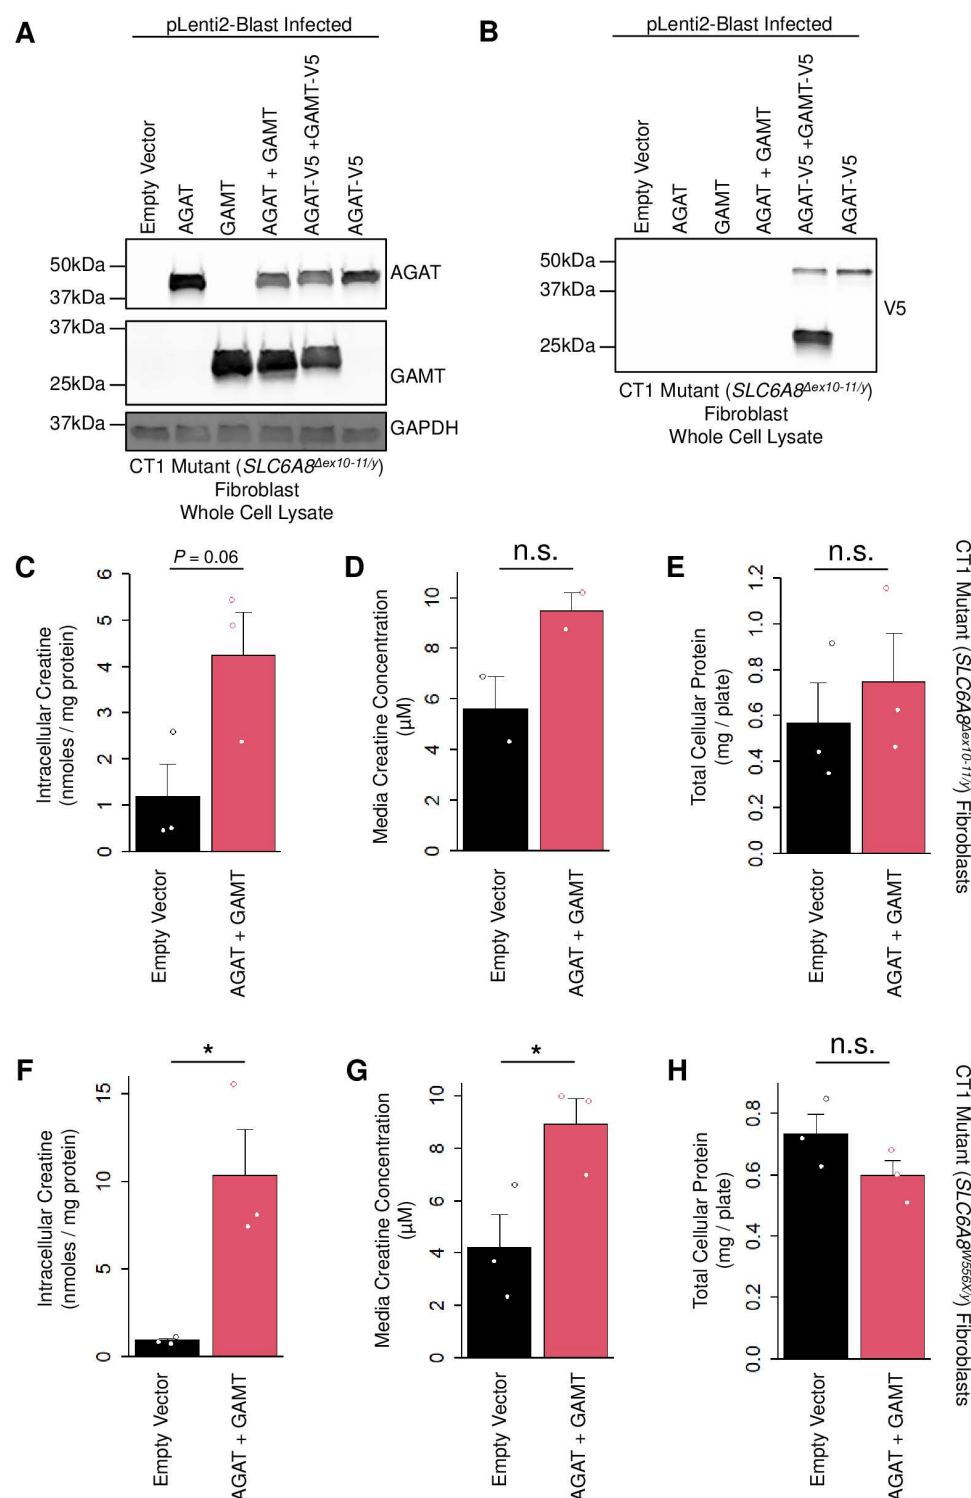 A
pLenti2-Blast Infected
Empty Vector
AGAT
GAMT
AGAT + GAMT
AGAT-V5 +GAMT-V5
AGAT-V5
50kDa
37kDa
AGAT
37kDa
25kDa
GAMT
37kDa
GAPDH
CT1 Mutant (SLC6A8Δex10-11/y)
Fibroblast
Whole Cell Lysate
B
pLenti2-Blast Infected
Empty Vector
AGAT
GAMT
AGAT + GAMT
AGAT-V5 +GAMT-V5
AGAT-V5
50kDa
37kDa
25kDa
V5
CT1 Mutant (SLC6A8Δex10-11/y)
Fibroblast
Whole Cell Lysate
C
P = 0.06
Intracellular Creatine
(nmoles / mg protein)
6
5
4
3
2
1
0
Empty Vector
AGAT + GAMT
D
n.s.
Media Creatine Concentration
(µM)
10
8
6
4
2
0
Empty Vector
AGAT + GAMT
E
n.s.
Total Cellular Protein
(mg / plate)
1.2
1.0
0.8
0.6
0.4
0.2
0.0
Empty Vector
AGAT + GAMT
CT1 Mutant (SLC6A8Δex10-11/y) Fibroblasts
F
*
Intracellular Creatine
(nmoles / mg protein)
15
10
5
0
Empty Vector
AGAT + GAMT
G
*
Media Creatine Concentration
(µM)
10
8
6
4
2
0
Empty Vector
AGAT + GAMT
H
n.s.
Total Cellular Protein
(mg / plate)
0.8
0.6
0.4
0.2
0.0
Empty Vector
AGAT + GAMT
CT1 Mutant (SLC6A8W556X/y) Fibroblasts